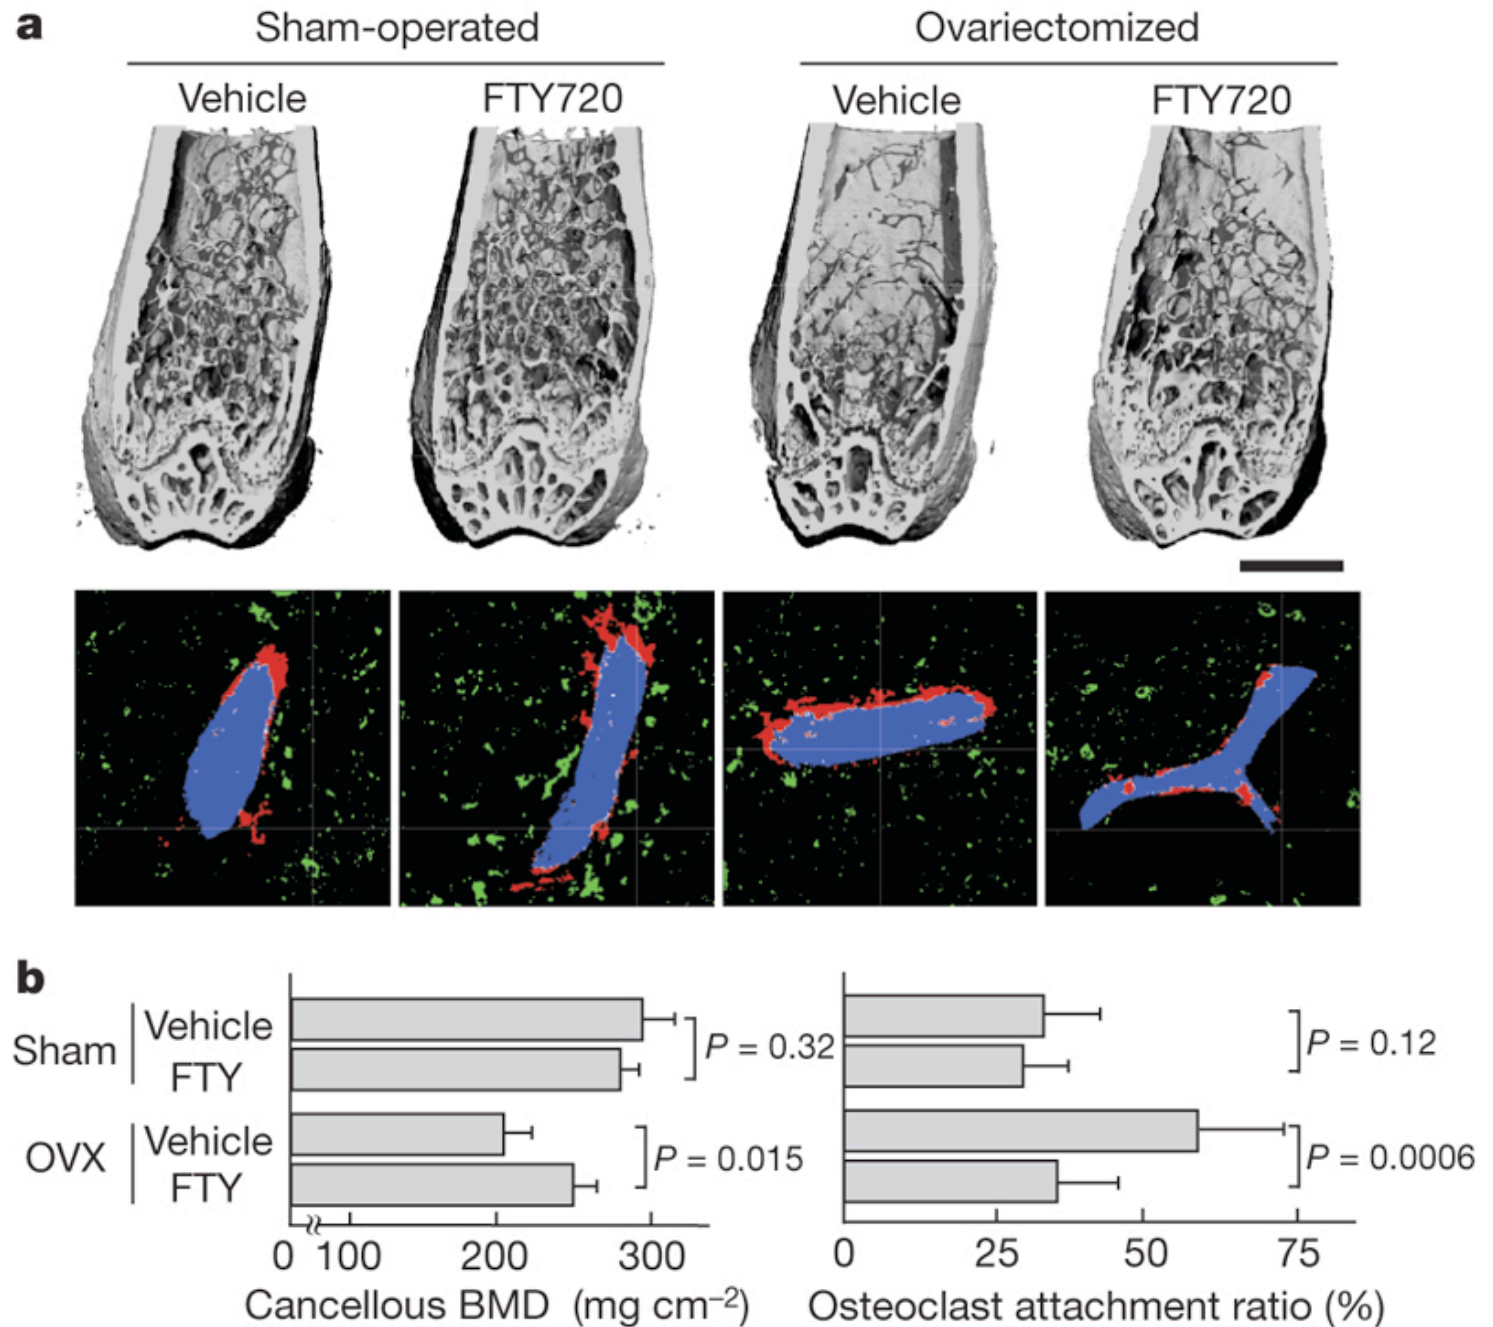 a
Sham-operated
Ovariectomized
Vehicle
FTY720
Vehicle
FTY720
b
Sham
Vehicle
FTY
OVX
Vehicle
FTY
P = 0.32
P = 0.015
0 100 200 300
Cancellous BMD (mg cm–2)
P = 0.12
P = 0.0006
0 25 50 75
Osteoclast attachment ratio (%)